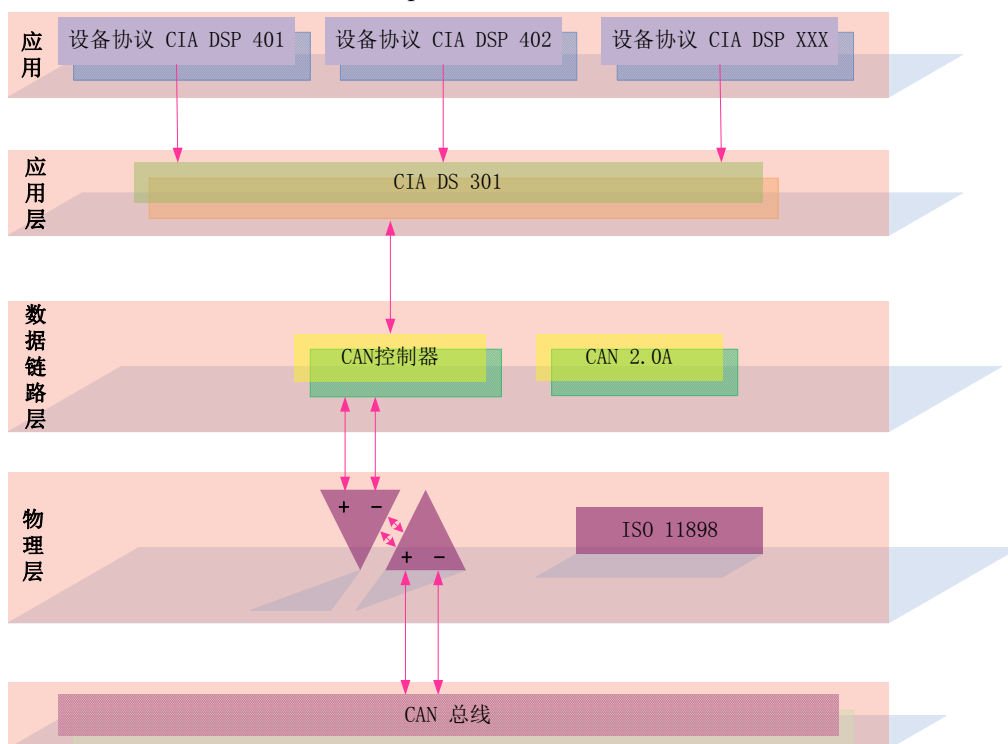 应用
设备协议 CIA DSP 401
设备协议 CIA DSP 402
设备协议 CIA DSP XXX
应用层
CIA DS 301
数据链路层
CAN控制器
CAN 2.0A
物理层
+ -
+ -
ISO 11898
CAN 总线